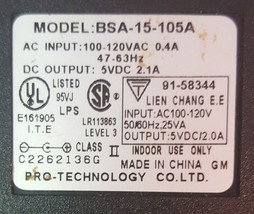 MODEL:BSA-15-105A
AC INPUT:100-120VAC 0.4A
47-63Hz
DC OUTPUT: 5VDC 2.1A
UL LISTED
95VJ
LPS
E161905
I.T.E
LR113863
LEVEL 3
CLASS II
91-58344
LIEN CHANG E.E
INPUT:AC100-120V
50/60Hz,25VA
OUTPUT:5VDC/2.0A
INDOOR USE ONLY
C2262136G
MADE IN CHINA GM
PRO-TECHNOLOGY CO.LTD.